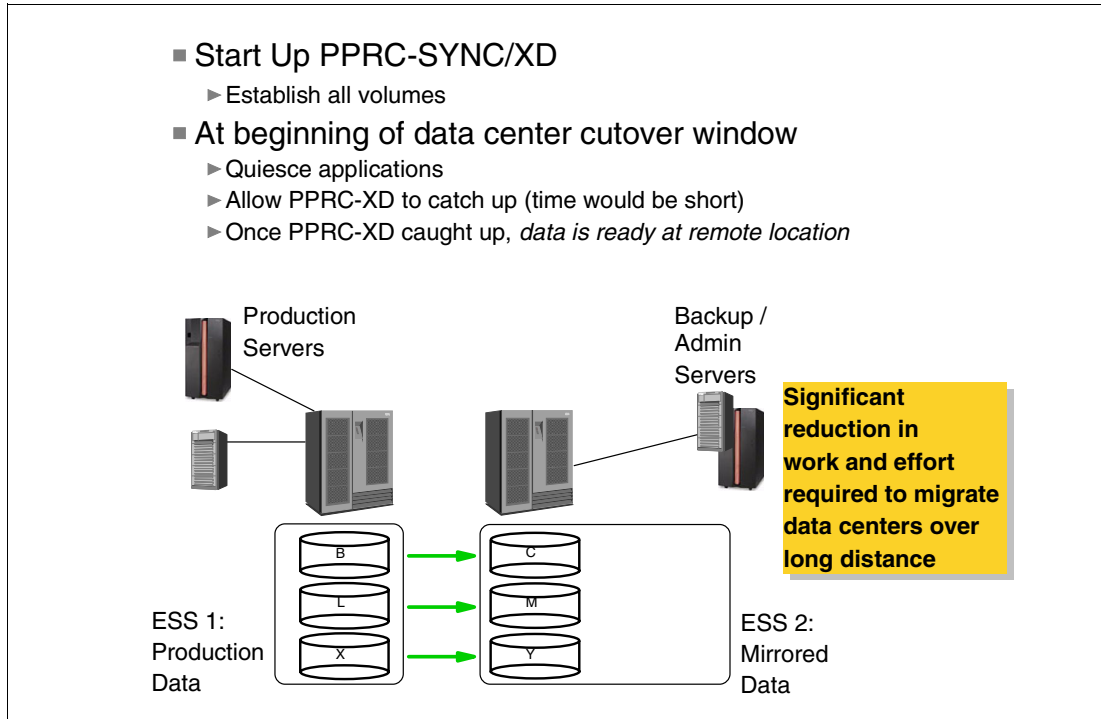 Start Up PPRC-SYNC/XD
Establish all volumes
At beginning of data center cutover window
Quiesce applications
Allow PPRC-XD to catch up (time would be short)
Once PPRC-XD caught up, data is ready at remote location
Production
Servers
Backup /
Admin
Servers
Significant
reduction in
work and effort
required to migrate
data centers over
long distance
B
C
L
M
X
Y
ESS 1:
Production
Data
ESS 2:
Mirrored
Data